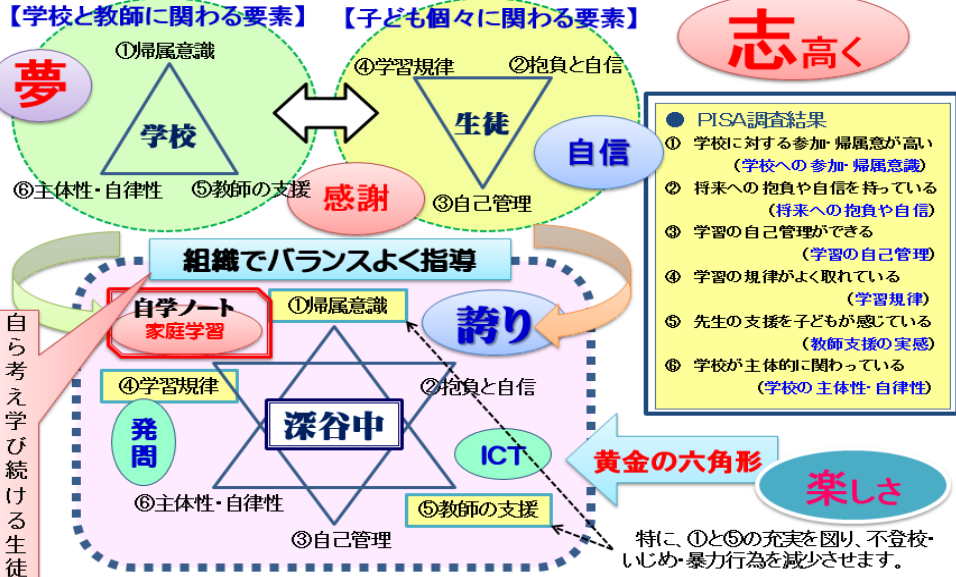 【学校と教師に関わる要素】
【子ども個々に関わる要素】
志高く
夢
①帰属意識
学校
⑥主体性・自律性
⑤教師の支援
④学習規律
②抱負と自信
生徒
③自己管理
自信
感謝
● PISA調査結果
① 学校に対する参加・帰属意が高い
(学校への参加・帰属意識)
② 将来への抱負や自信を持っている
(将来への抱負や自信)
③ 学習の自己管理ができる
(学習の自己管理)
④ 学習の規律がよく取れている
(学習規律)
⑤ 先生の支援を子どもが感じている
(教師支援の実感)
⑥ 学校が主体的に関わっている
(学校の主体性・自律性)
組織でバランスよく指導
自学ノート
家庭学習
①帰属意識
誇り
④学習規律
②抱負と自信
深谷中
発問
ICT
⑥主体性・自律性
⑤教師の支援
③自己管理
自ら考え学び続ける生徒
黄金の六角形
楽しさ
特に、①と⑤の充実を図り、不登校・
いじめ・暴力行為を減少させます。